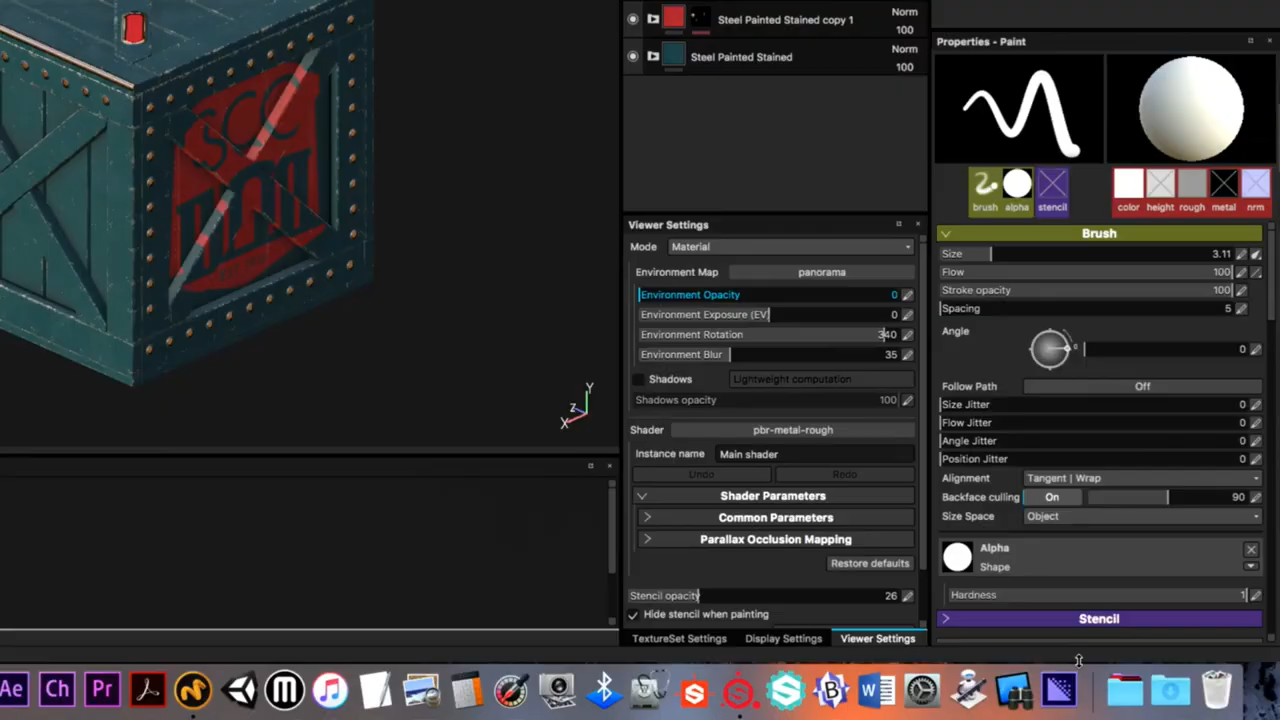 Steel Painted Stained copy 1
Norm
100
Steel Painted Stained
Norm
100
SCC
Y
Z
X
Viewer Settings
Mode Material
Environment Map panorama
Environment Opacity 0
Environment Exposure (EV) 0
Environment Rotation 340
Environment Blur 35
Shadows Lightweight computation
Shadows opacity 100
Shader pbr-metal-rough
Instance name Main shader
Undo Redo
Shader Parameters
Common Parameters
Parallax Occlusion Mapping
Restore defaults
Stencil opacity 26
Hide stencil when painting
TextureSet Settings Display Settings Viewer Settings
Properties - Paint
brush alpha stencil color height rough metal nrm
Brush
Size 3.11
Flow 100
Stroke opacity 100
Spacing 5
Angle 0
Follow Path Off
Size Jitter 0
Flow Jitter 0
Angle Jitter 0
Position Jitter 0
Alignment Tangent | Wrap
Backface culling On 90
Size Space Object
Alpha
Shape
Hardness 1
Stencil
Ae Ch Pr